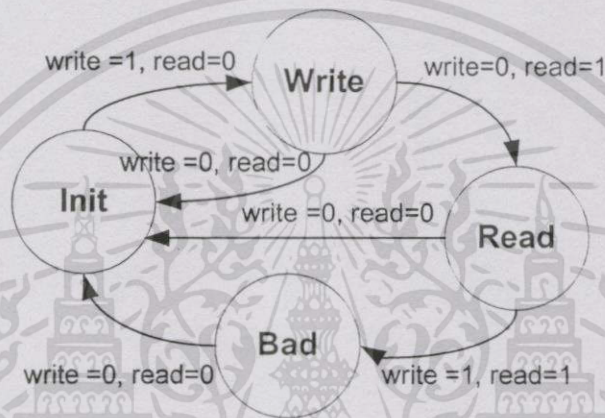 write =1, read=0
Write
write=0, read=1
write =0, read=0
Init
write =0, read=0
Read
Bad
write =0, read=0
write =1, read=1